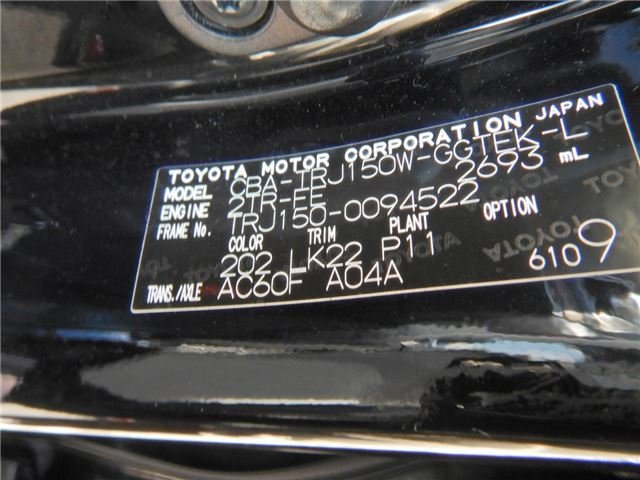 TOYOTA MOTOR CORPORATION JAPAN
MODEL CBA-TRJ150W-GGTEK-L
ENGINE 2TR-FE 2693 mL
FRAME No. TRJ150-0094522
COLOR TRIM PLANT OPTION
202 LK22 P11
TRANS./AXLE AC60F A04A 6109